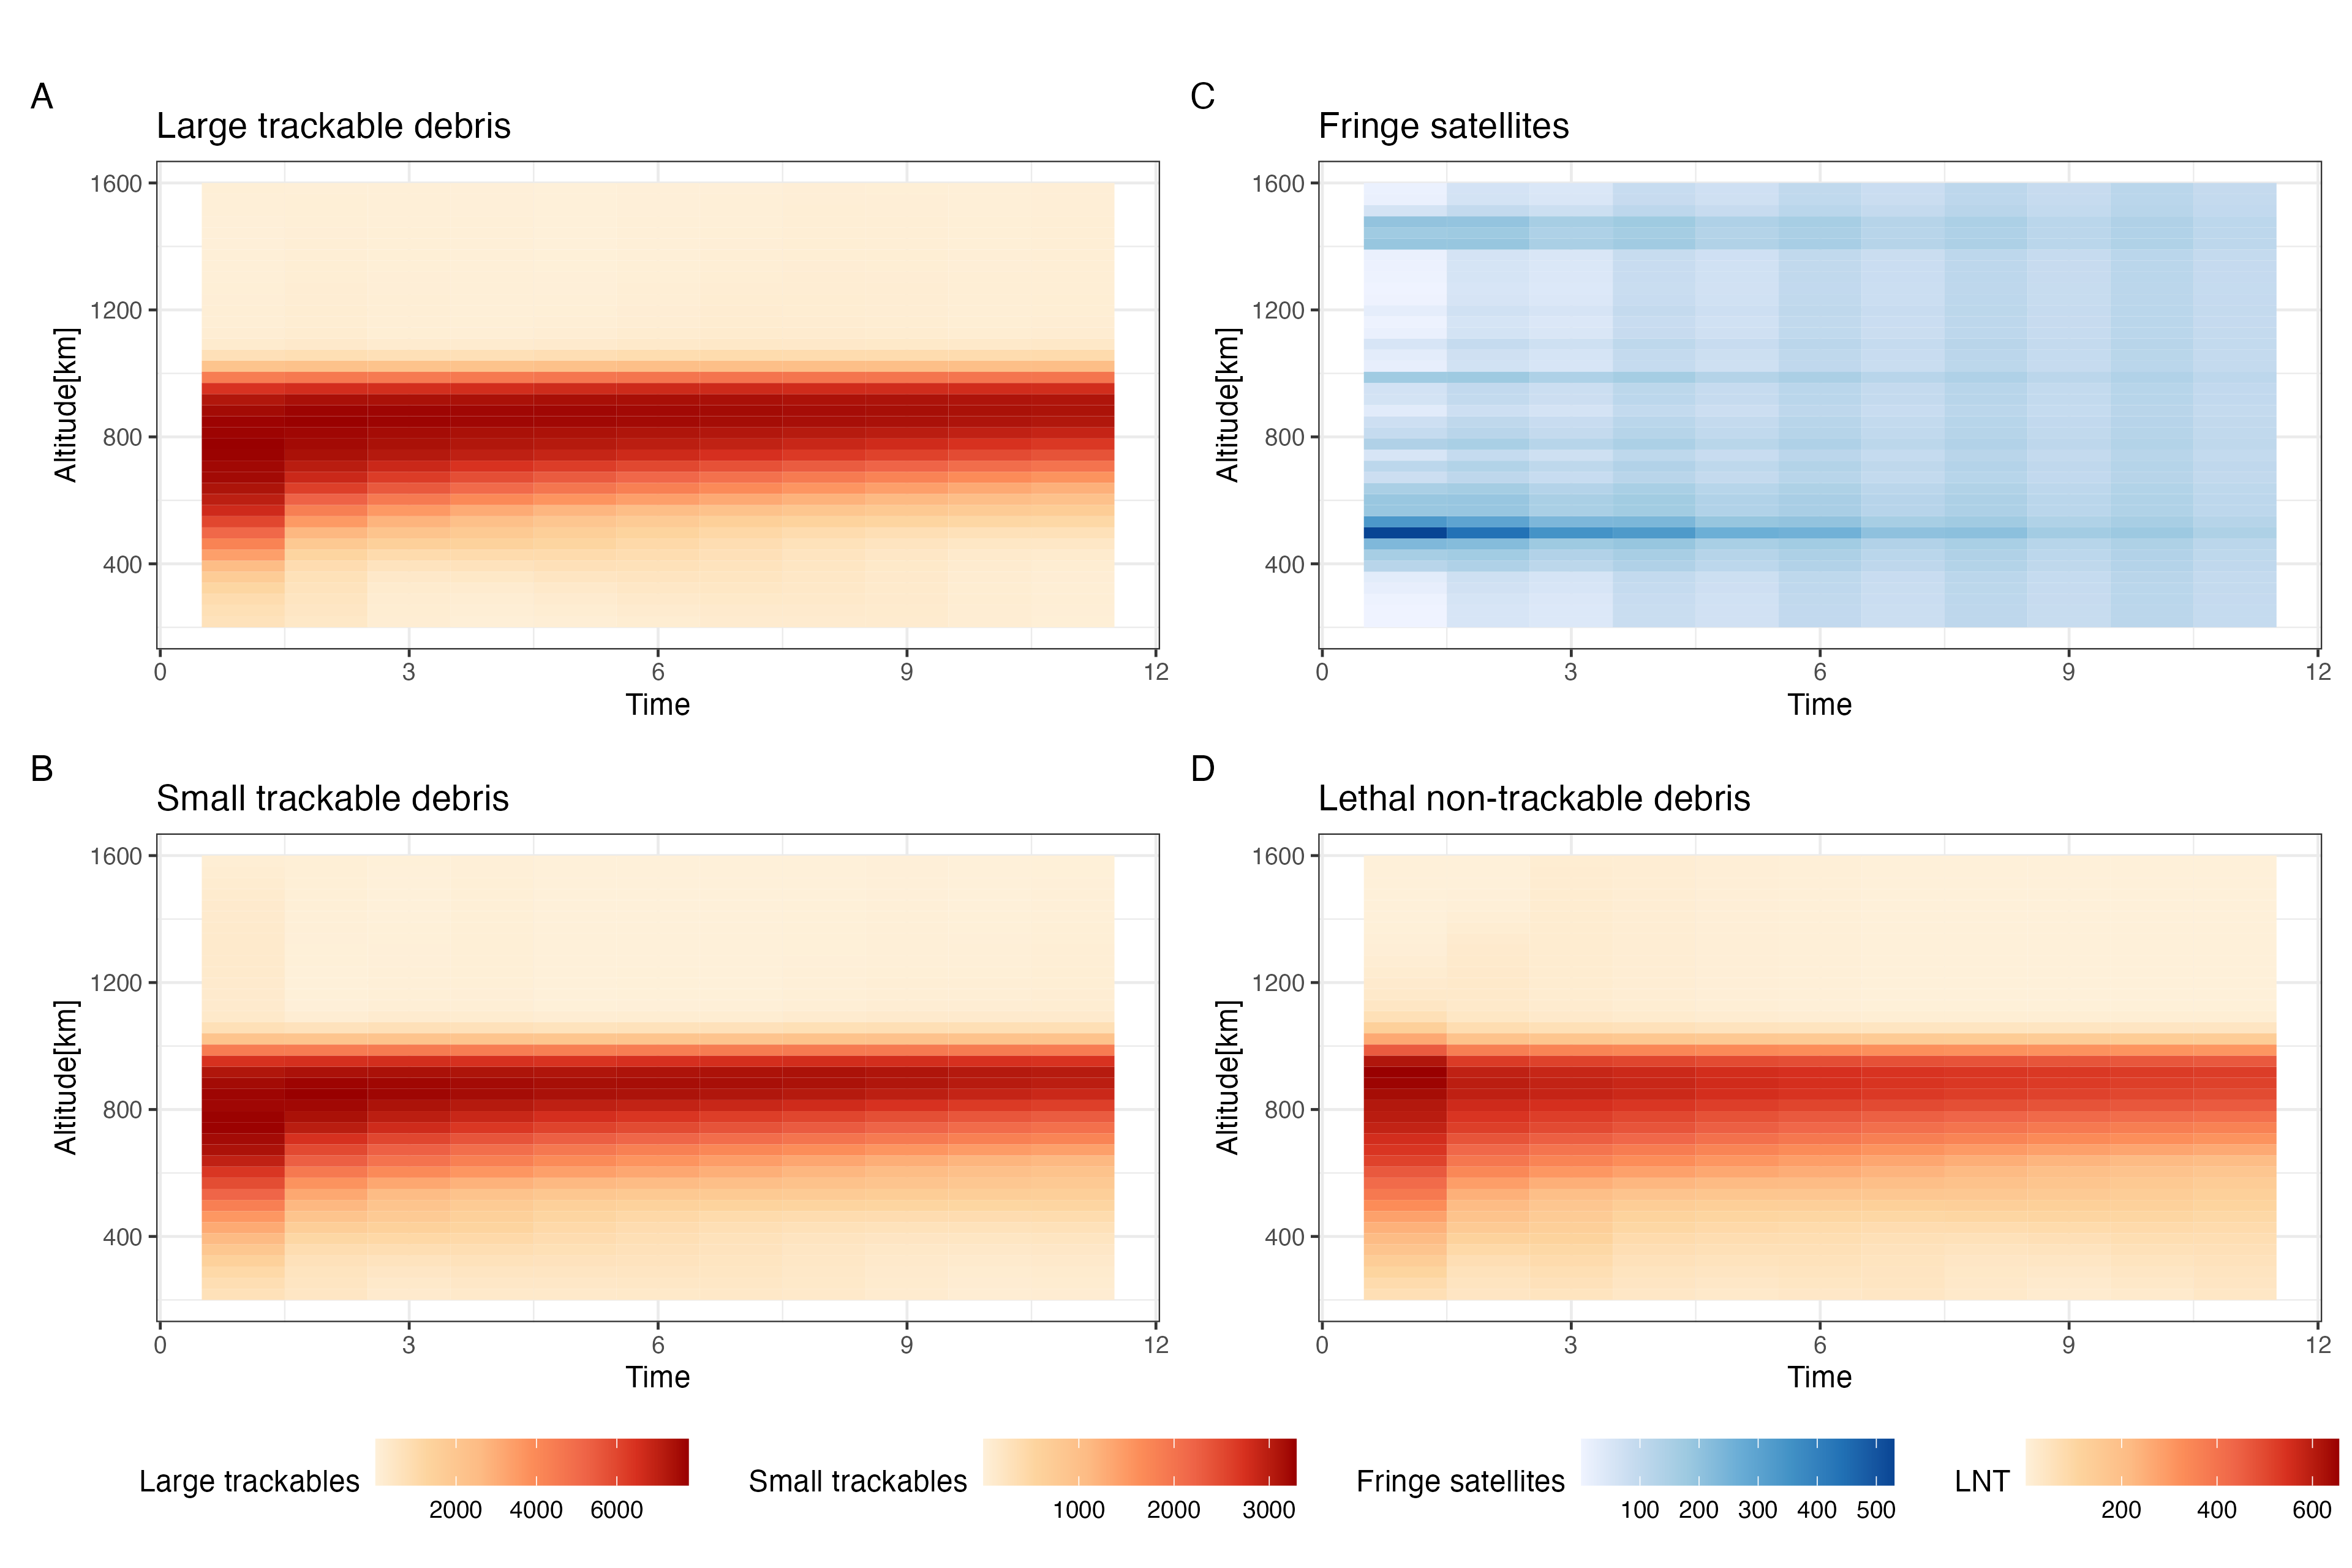 A
Large trackable debris
1600
1200
800
400
Altitude[km]
0 3 6 9 12
Time
C
Fringe satellites
1600
1200
800
400
Altitude[km]
0 3 6 9 12
Time
B
Small trackable debris
1600
1200
800
400
Altitude[km]
0 3 6 9 12
Time
D
Lethal non-trackable debris
1600
1200
800
400
Altitude[km]
0 3 6 9 12
Time
Large trackables
2000 4000 6000
Small trackables
1000 2000 3000
Fringe satellites
100 200 300 400 500
LNT
200 400 600